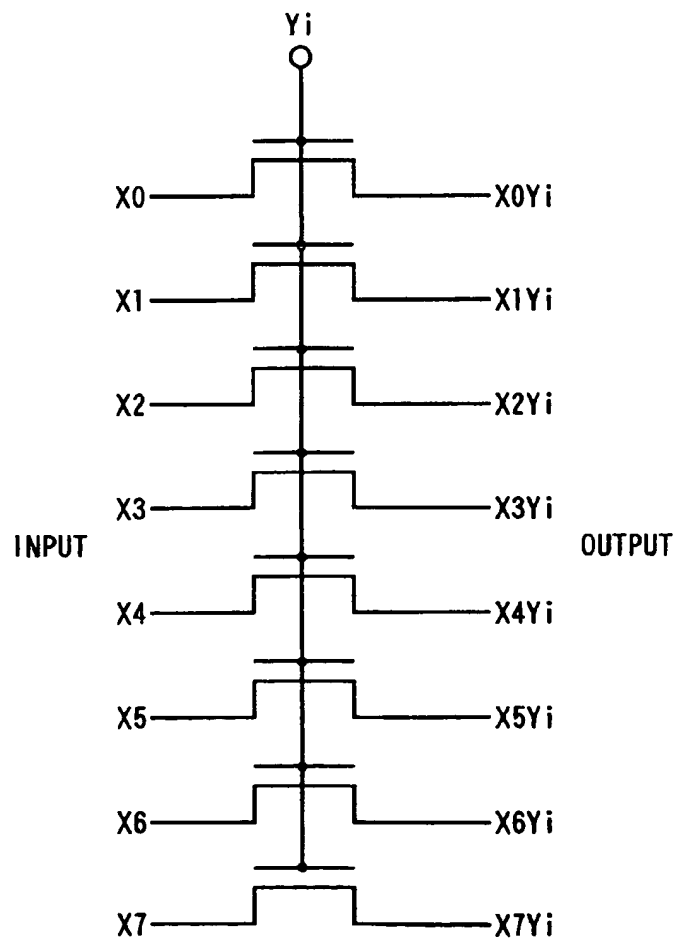 Yi
X0 X0Yi
X1 X1Yi
X2 X2Yi
X3 X3Yi
INPUT OUTPUT
X4 X4Yi
X5 X5Yi
X6 X6Yi
X7 X7Yi